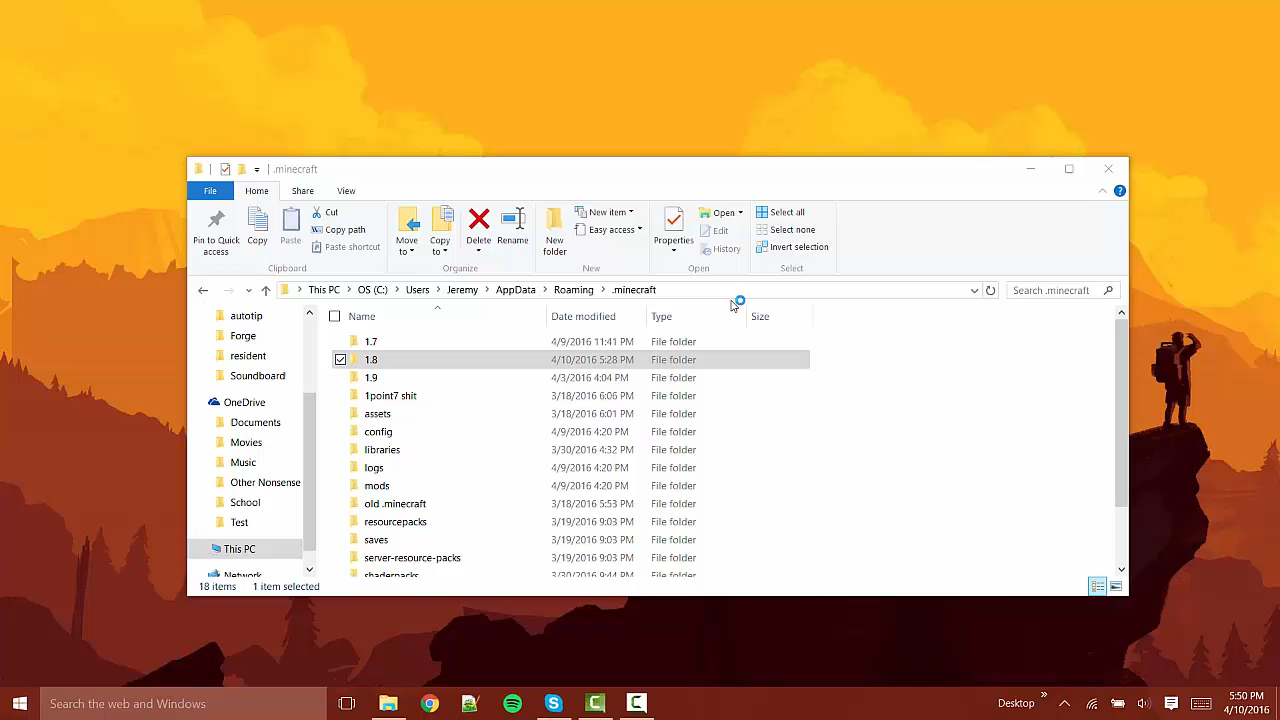 .minecraft
File Home Share View
Pin to Quick access
Copy
Paste
Cut
Copy path
Paste shortcut
Clipboard
Move to
Copy to
Delete
Rename
Organize
New folder
New item
Easy access
New
Properties
Open
Edit
History
Open
Select all
Select none
Invert selection
Select
This PC OS (C:) Users Jeremy AppData Roaming .minecraft
Search .minecraft
autotip
Forge
resident
Soundboard
OneDrive
Documents
Movies
Music
Other Nonsense
School
Test
This PC
Network
Name Date modified Type Size
1.7 4/9/2016 11:41 PM File folder
1.8 4/10/2016 5:28 PM File folder
1.9 4/3/2016 4:04 PM File folder
1point7 shit 3/18/2016 6:06 PM File folder
assets 3/18/2016 6:01 PM File folder
config 4/9/2016 4:20 PM File folder
libraries 3/30/2016 4:32 PM File folder
logs 4/9/2016 4:20 PM File folder
mods 4/9/2016 4:20 PM File folder
old .minecraft 3/18/2016 5:53 PM File folder
resourcepacks 3/19/2016 9:03 PM File folder
saves 3/19/2016 9:03 PM File folder
server-resource-packs 3/19/2016 9:03 PM File folder
shaderpacks 3/30/2016 9:44 PM File folder
18 items 1 item selected
Search the web and Windows
Desktop
5:50 PM
4/10/2016